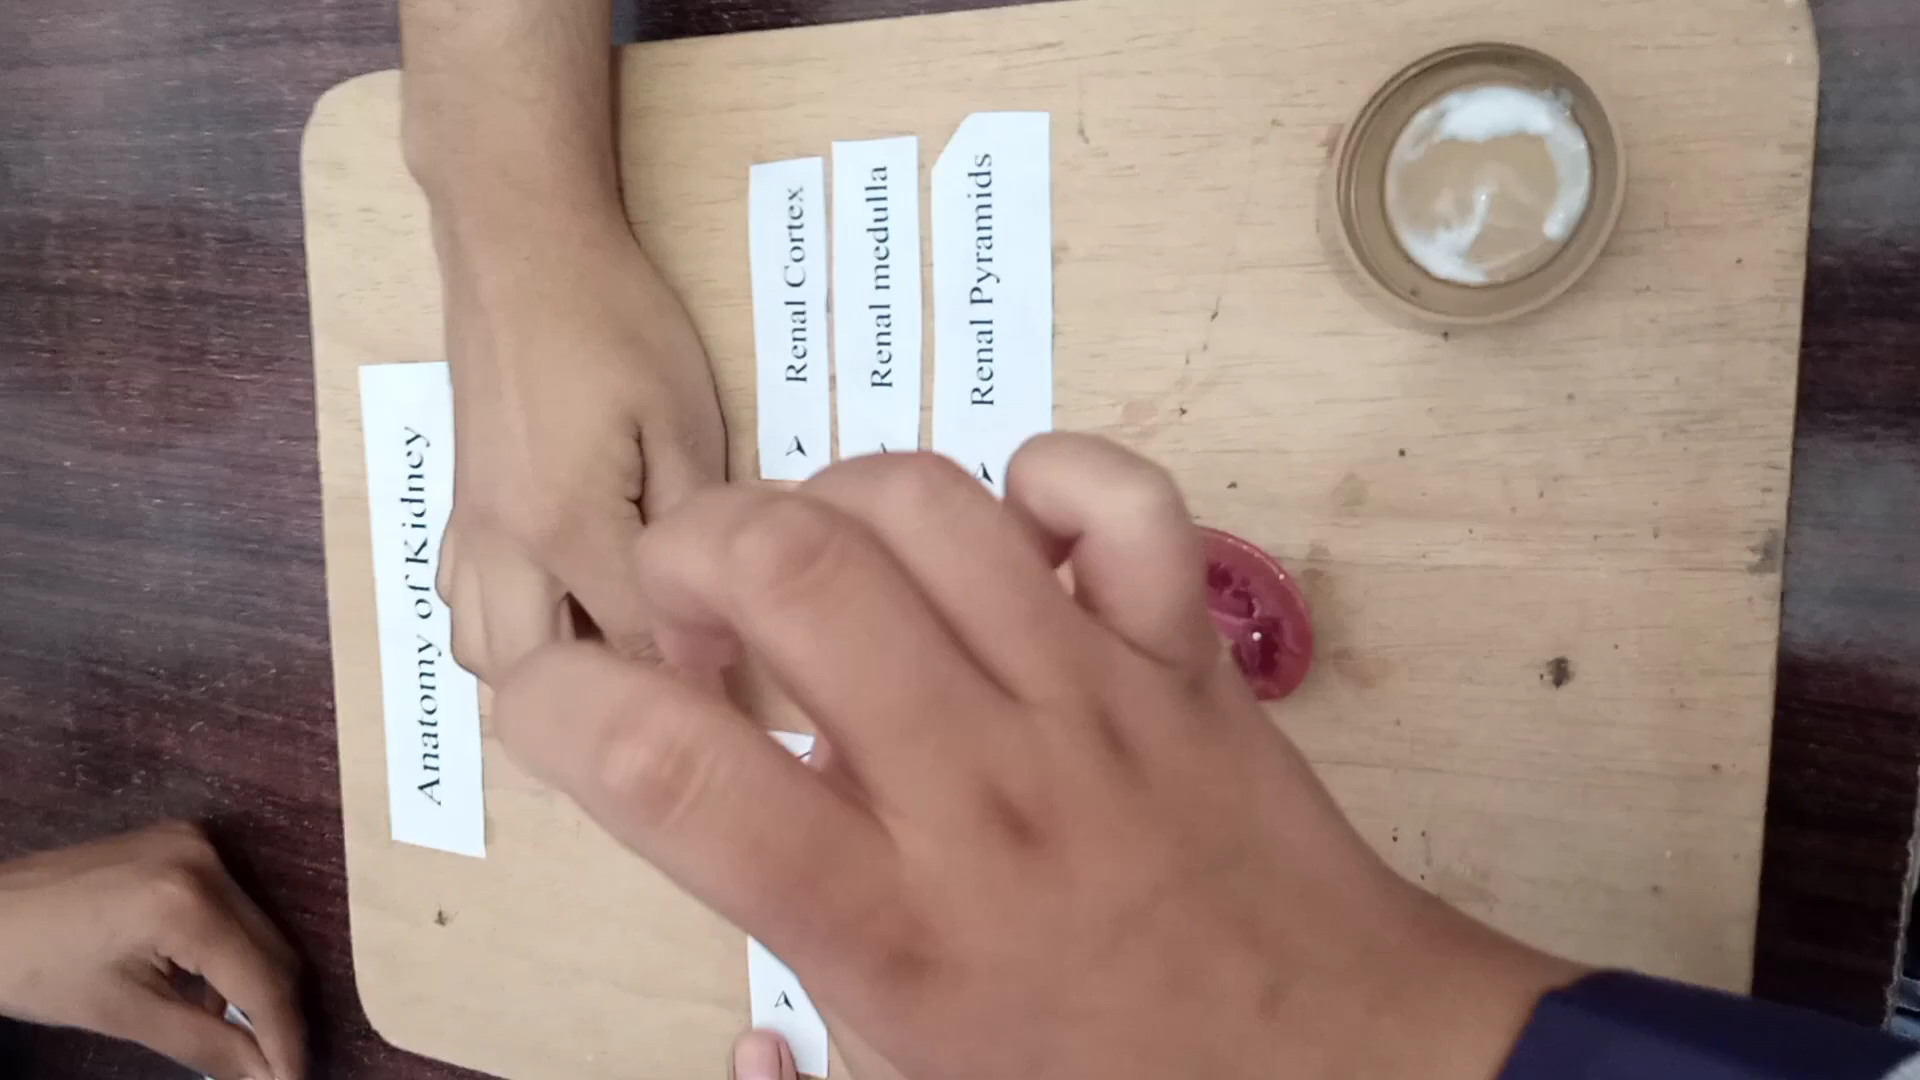 Anatomy of Kidney
➤ Renal Cortex
➤ Renal medulla
➤ Renal Pyramids